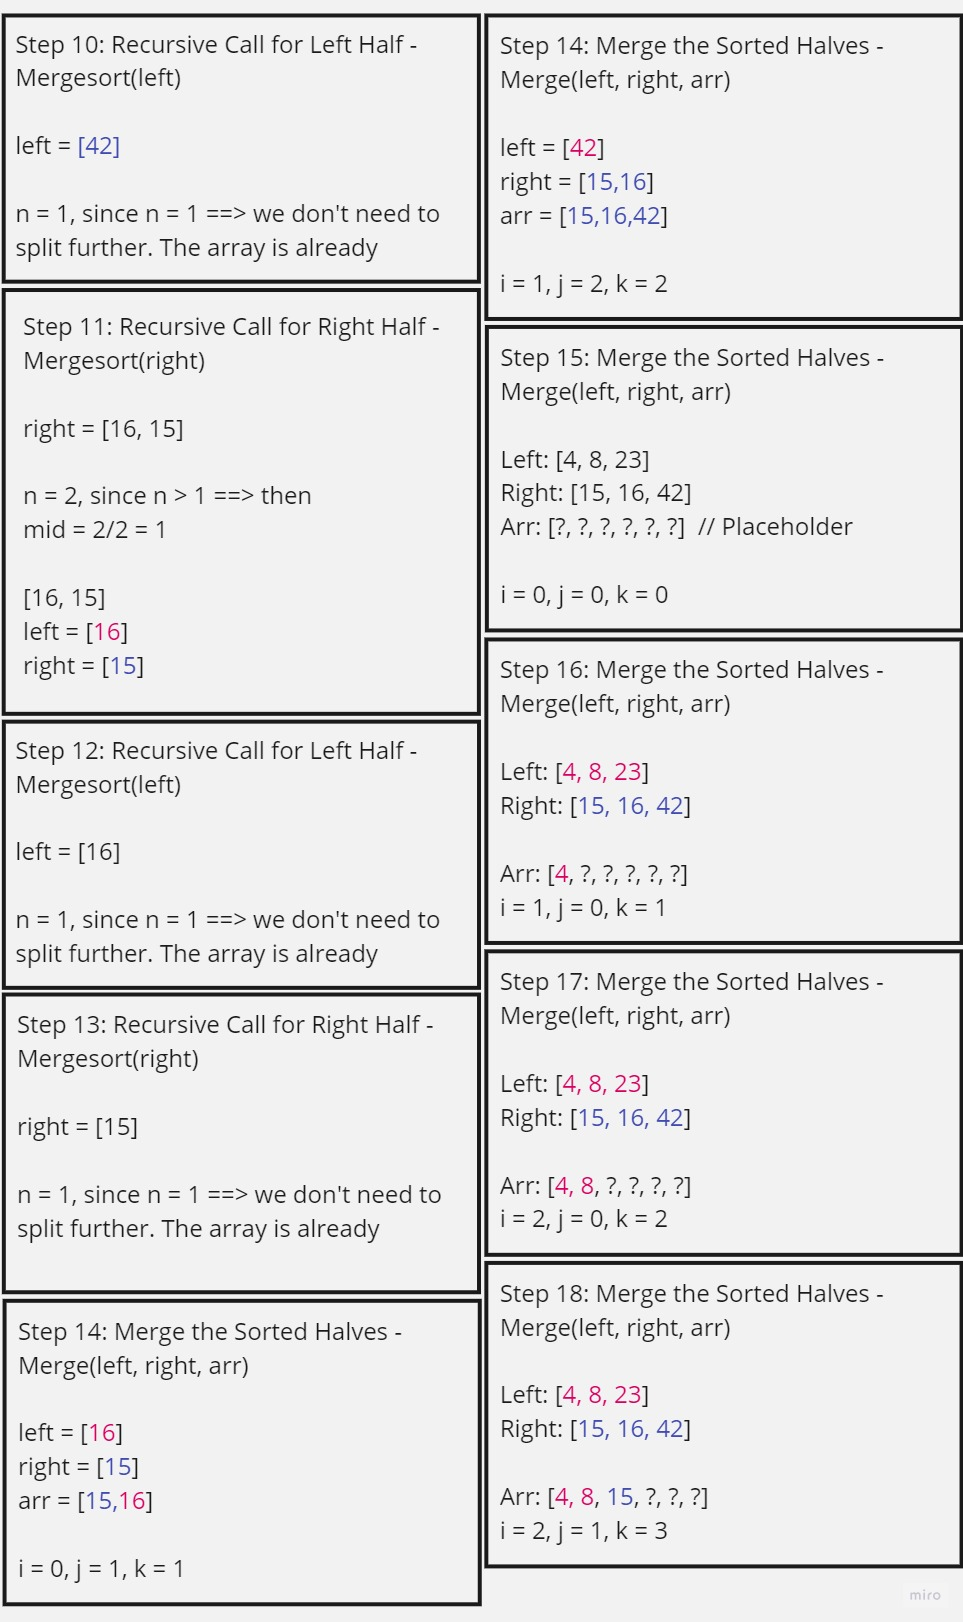 Step 10: Recursive Call for Left Half -
Mergesort(left)
left = [42]
n = 1, since n = 1 ==> we don't need to
split further. The array is already
Step 11: Recursive Call for Right Half -
Mergesort(right)
right = [16, 15]
n = 2, since n > 1 ==> then
mid = 2/2 = 1
[16, 15]
left = [16]
right = [15]
Step 12: Recursive Call for Left Half -
Mergesort(left)
left = [16]
n = 1, since n = 1 ==> we don't need to
split further. The array is already
Step 13: Recursive Call for Right Half -
Mergesort(right)
right = [15]
n = 1, since n = 1 ==> we don't need to
split further. The array is already
Step 14: Merge the Sorted Halves -
Merge(left, right, arr)
left = [16]
right = [15]
arr = [15,16]
i = 0, j = 1, k = 1
Step 14: Merge the Sorted Halves -
Merge(left, right, arr)
left = [42]
right = [15,16]
arr = [15,16,42]
i = 1, j = 2, k = 2
Step 15: Merge the Sorted Halves -
Merge(left, right, arr)
Left: [4, 8, 23]
Right: [15, 16, 42]
Arr: [?, ?, ?, ?, ?, ?]  // Placeholder
i = 0, j = 0, k = 0
Step 16: Merge the Sorted Halves -
Merge(left, right, arr)
Left: [4, 8, 23]
Right: [15, 16, 42]
Arr: [4, ?, ?, ?, ?, ?]
i = 1, j = 0, k = 1
Step 17: Merge the Sorted Halves -
Merge(left, right, arr)
Left: [4, 8, 23]
Right: [15, 16, 42]
Arr: [4, 8, ?, ?, ?, ?]
i = 2, j = 0, k = 2
Step 18: Merge the Sorted Halves -
Merge(left, right, arr)
Left: [4, 8, 23]
Right: [15, 16, 42]
Arr: [4, 8, 15, ?, ?, ?]
i = 2, j = 1, k = 3
miro